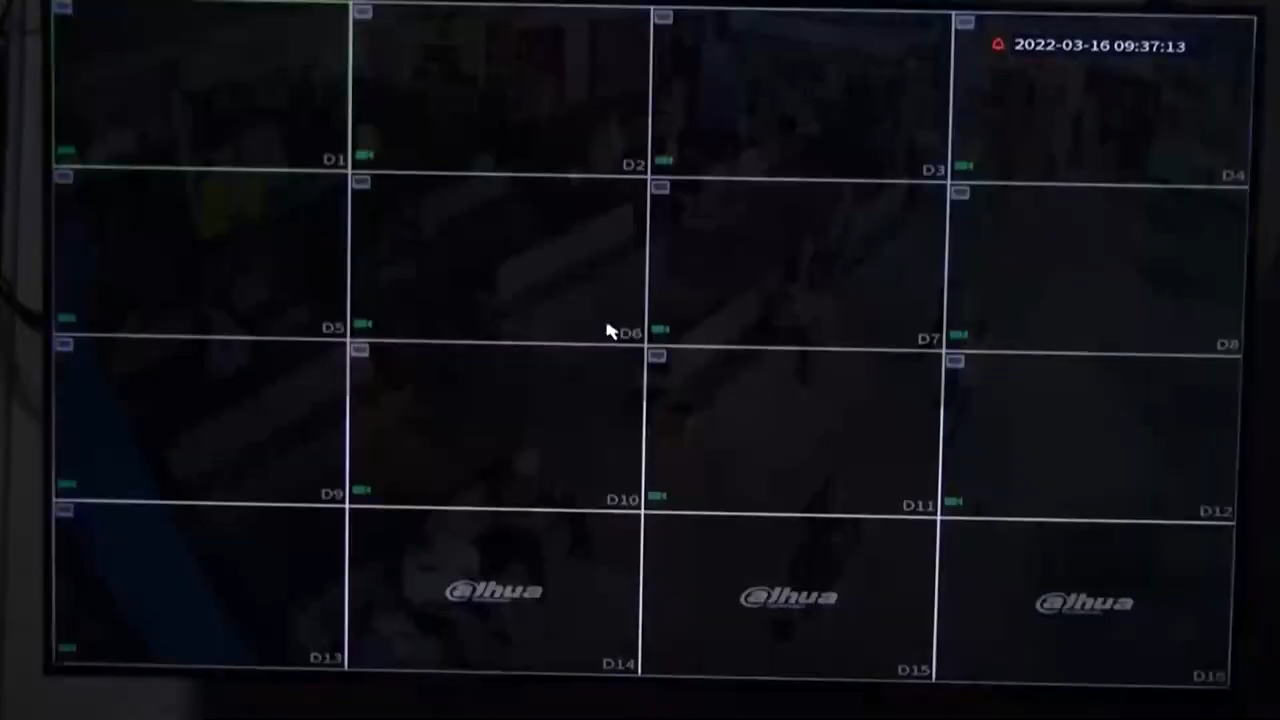 2022-03-16 09:37:13
D1
D2
D3
D4
D5
D6
D7
D8
D9
D10
D11
D12
alhua
alhua
alhua
D13
D14
D15
D16